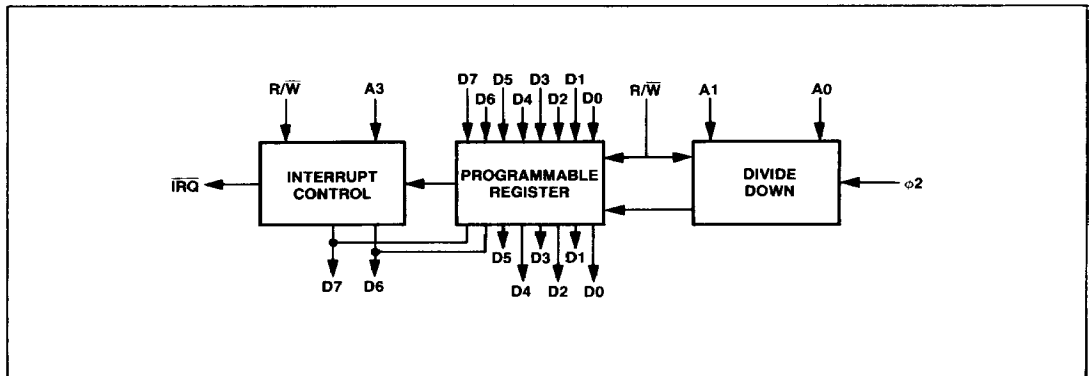 D7 D5 D3 D1
R/W̅ A3 D6 D4 D2 D0 R/W̅ A1 A0
I̅R̅Q̅
INTERRUPT
CONTROL
PROGRAMMABLE
REGISTER
DIVIDE
DOWN
φ2
D5 D3 D1
D7 D6 D4 D2 D0